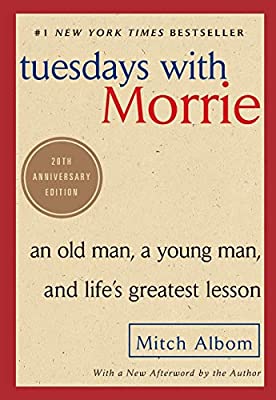 #1 NEW YORK TIMES BESTSELLER
tuesdays with
Morrie
20TH
ANNIVERSARY
EDITION
an old man, a young man,
and life's greatest lesson
Mitch Albom
With a New Afterword by the Author